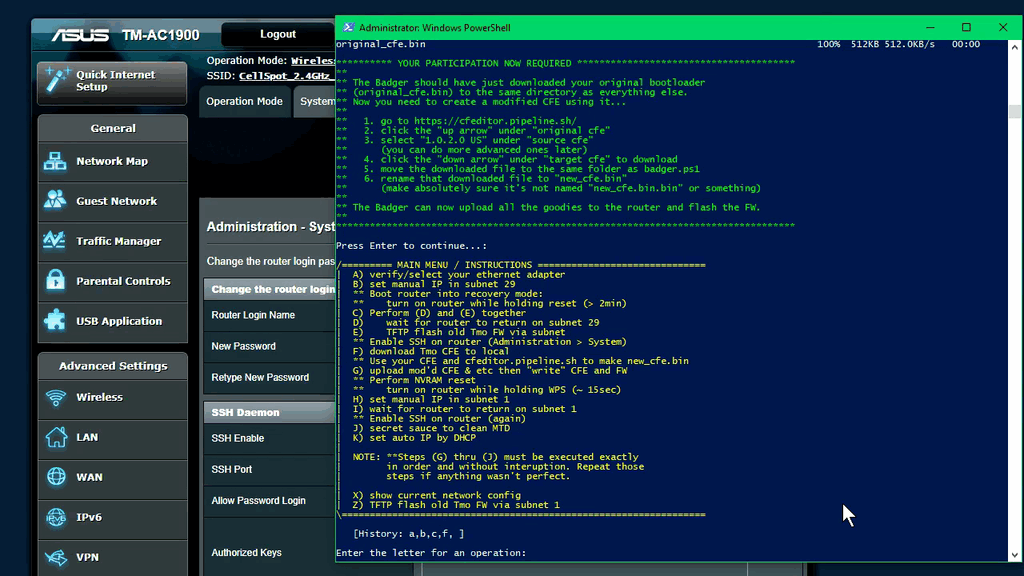 ASUS TM-AC1900
Logout
Operation Mode: Wireless
SSID: CellSpot_2.4GHz_
Quick Internet
Setup
Operation Mode
System
General
Network Map
Guest Network
Traffic Manager
Parental Controls
USB Application
Advanced Settings
Wireless
LAN
WAN
IPv6
VPN
Administration - Syst
Change the router login pas
Change the router login
Router Login Name
New Password
Retype New Password
SSH Daemon
SSH Enable
SSH Port
Allow Password Login
Authorized Keys
Administrator: Windows PowerShell
original_cfe.bin 100% 512KB 512.0KB/s 00:00
********** YOUR PARTICIPATION NOW REQUIRED ***************************************
**
** The Badger should have just downloaded your original bootloader
** (original_cfe.bin) to the same directory as everything else.
** Now you need to create a modified CFE using it...
**
** 1. go to https://cfeditor.pipeline.sh/
** 2. click the "up arrow" under "original cfe"
** 3. select "1.0.2.0 US" under "source cfe"
** (you can do more advanced ones later)
** 4. click the "down arrow" under "target cfe" to download
** 5. move the downloaded file to the same folder as badger.ps1
** 6. rename that downloaded file to "new_cfe.bin"
** (make absolutely sure it's not named "new_cfe.bin.bin" or something)
**
** The Badger can now upload all the goodies to the router and flash the FW.
**
**********************************************************************************
Press Enter to continue...:
/========= MAIN MENU / INSTRUCTIONS ==============================
| A) verify/select your ethernet adapter
| B) set manual IP in subnet 29
| ** Boot router into recovery mode:
| ** turn on router while holding reset (> 2min)
| C) Perform (D) and (E) together
| D) wait for router to return on subnet 29
| E) TFTP flash old Tmo FW via subnet
| ** Enable SSH on router (Administration > System)
| F) download Tmo CFE to local
| ** Use your CFE and cfeditor.pipeline.sh to make new_cfe.bin
| G) upload mod'd CFE & etc then "write" CFE and FW
| ** Perform NVRAM reset
| ** turn on router while holding WPS (~ 15sec)
| H) set manual IP in subnet 1
| I) wait for router to return on subnet 1
| ** Enable SSH on router (again)
| J) secret sauce to clean MTD
| K) set auto IP by DHCP
|
| NOTE: **Steps (G) thru (J) must be executed exactly
| in order and without interuption. Repeat those
| steps if anything wasn't perfect.
|
| X) show current network config
| Z) TFTP flash old Tmo FW via subnet 1
\=================================================================
[History: a,b,c,f, ]
Enter the letter for an operation: